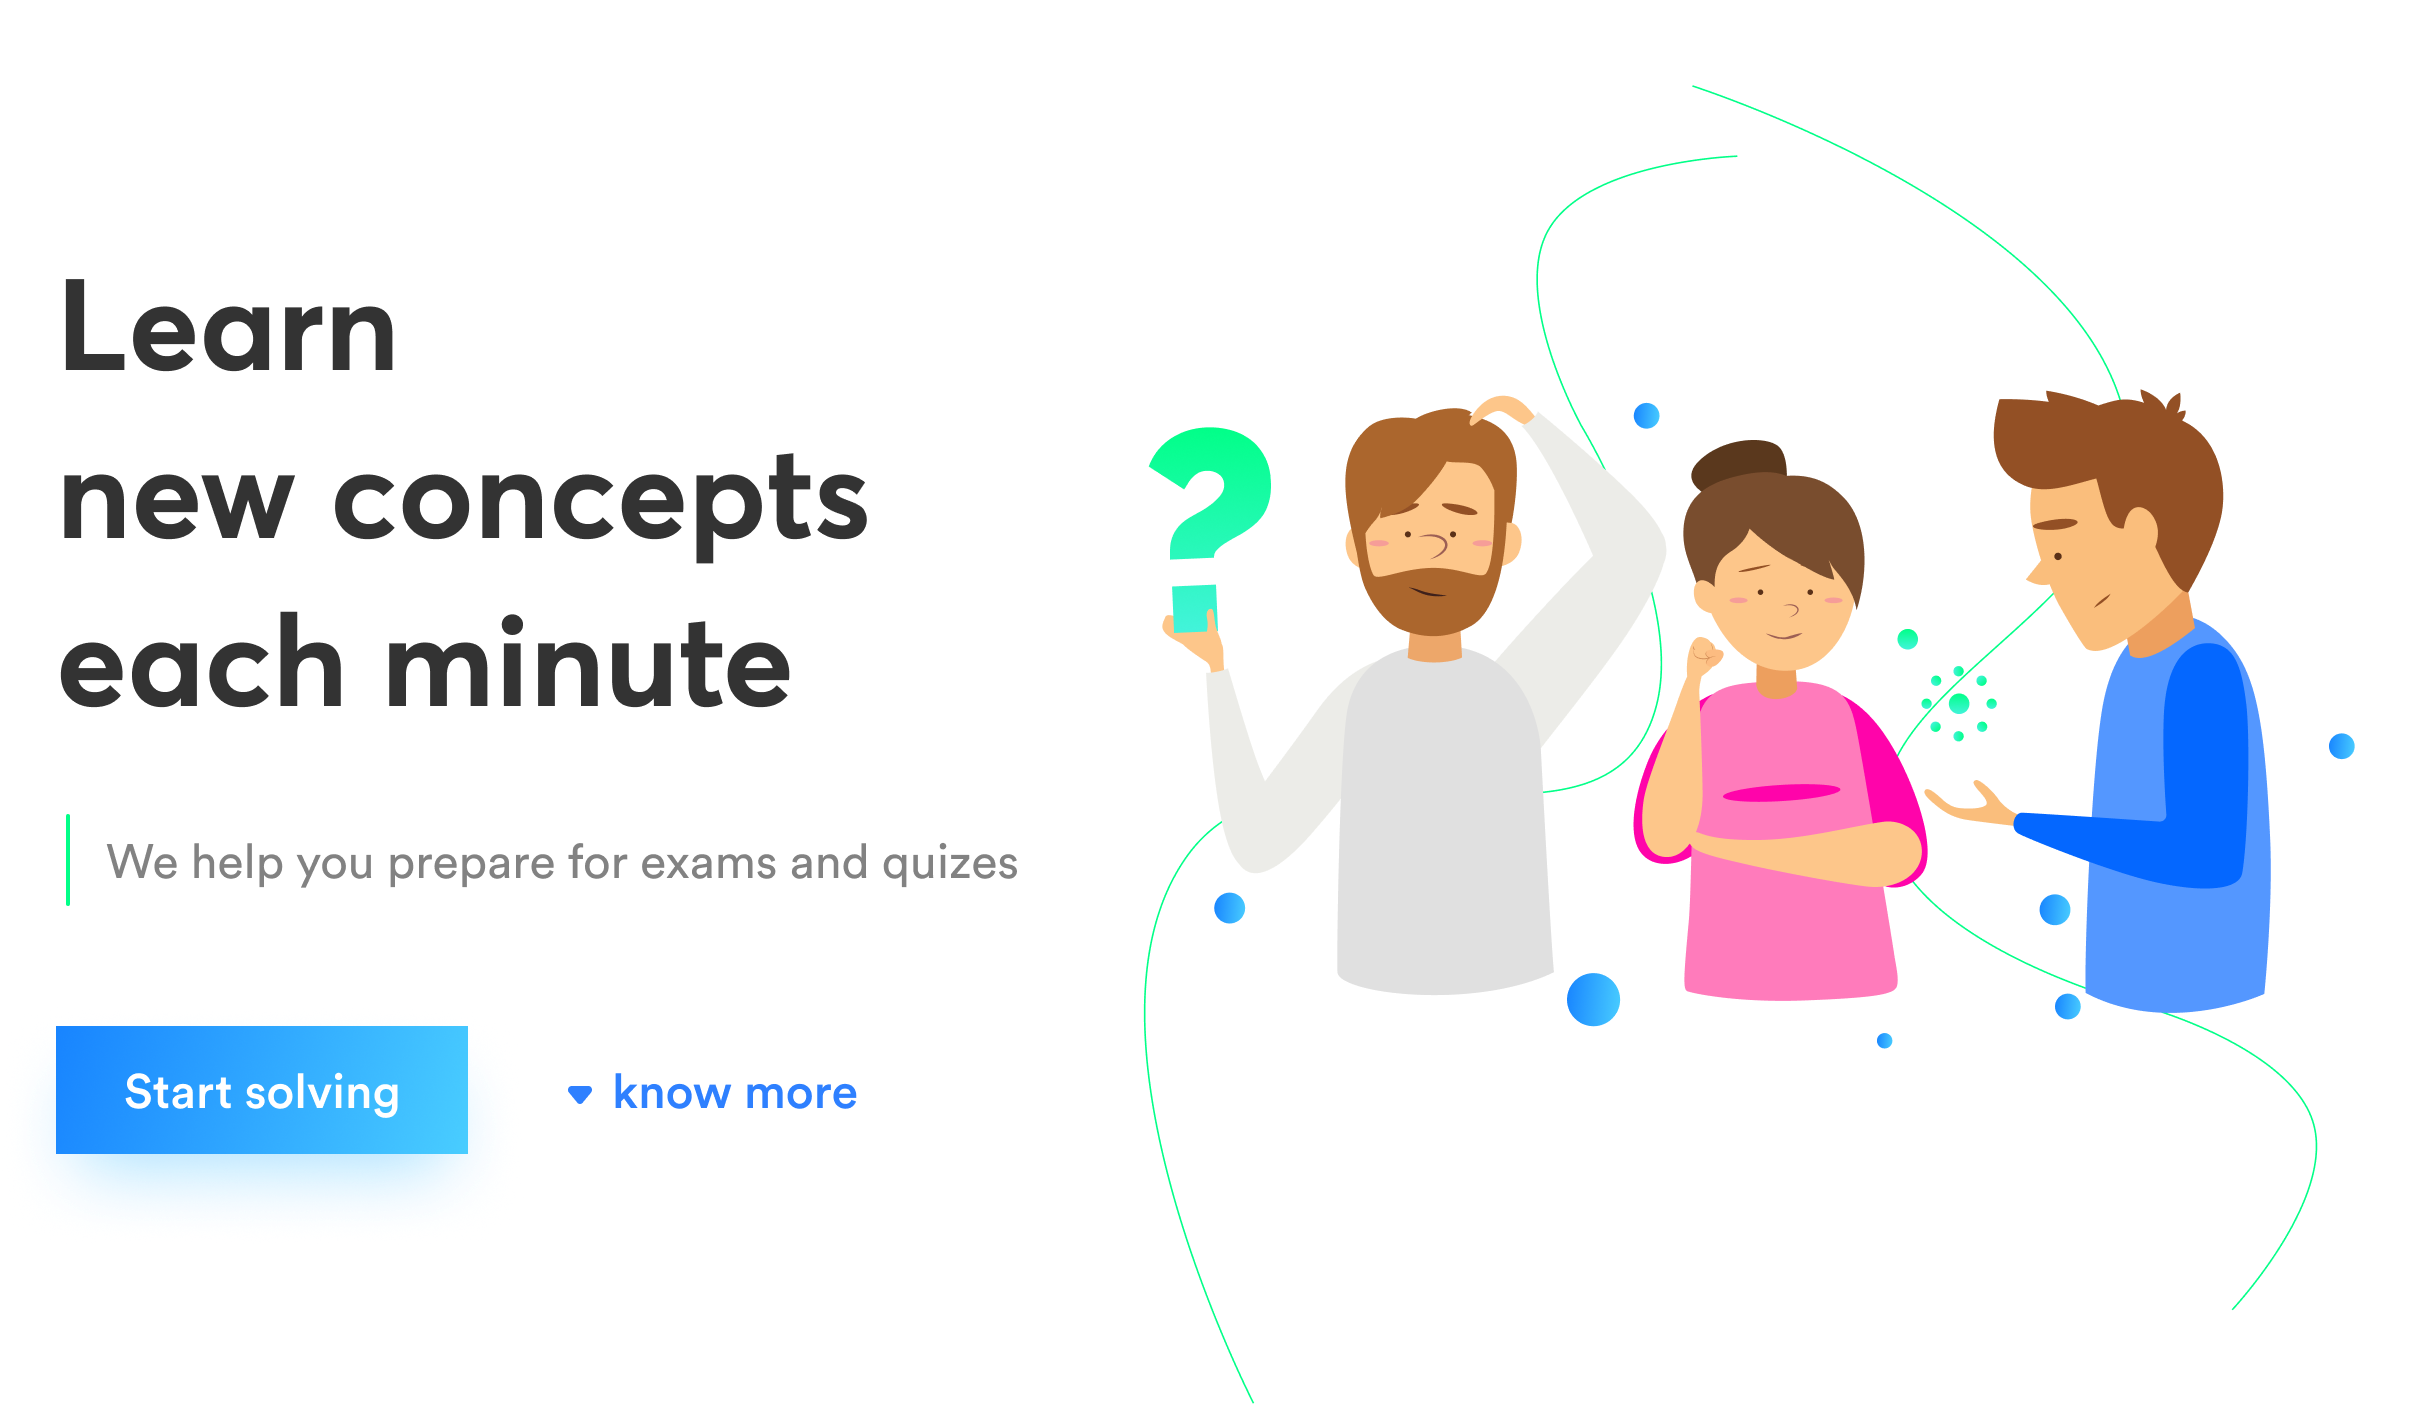 Learn
new concepts
each minute
We help you prepare for exams and quizes
Start solving
know more
?